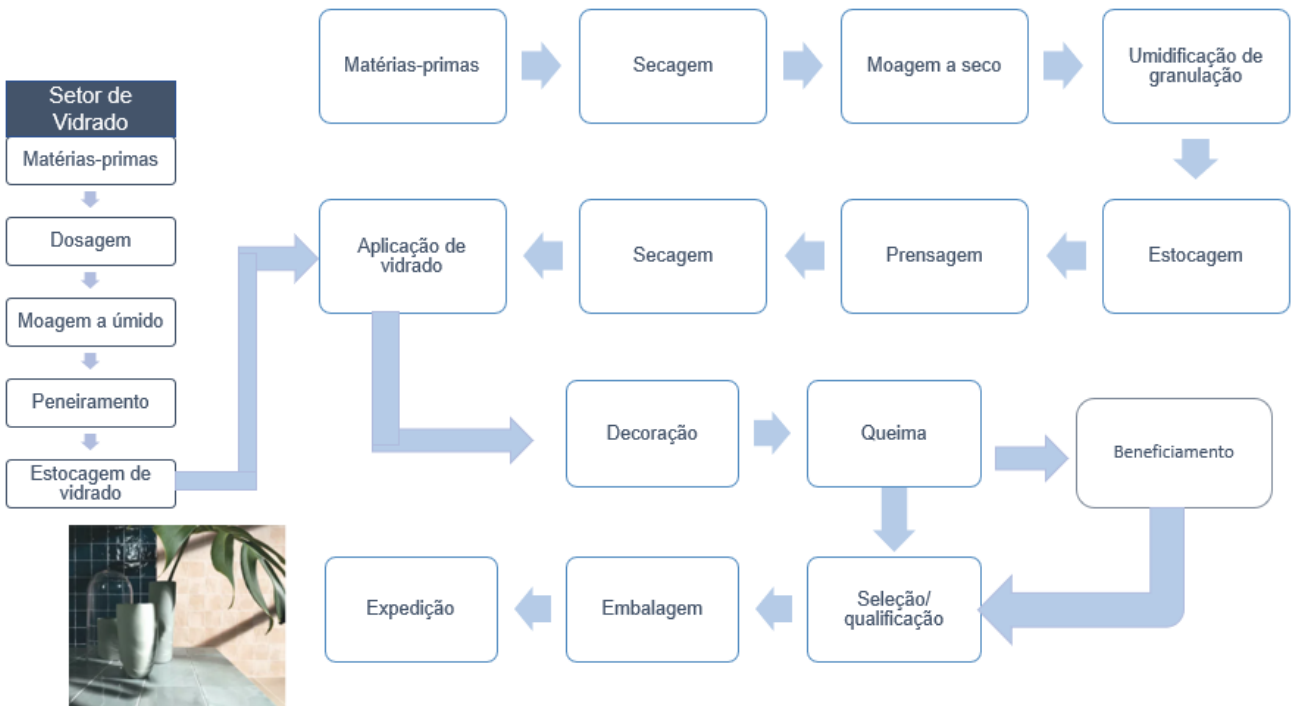 Matérias-primas
Secagem
Moagem a seco
Umidificação de
granulação
Setor de
Vidrado
Matérias-primas
Dosagem
Moagem a úmido
Peneiramento
Estocagem de
vidrado
Aplicação de
vidrado
Secagem
Prensagem
Estocagem
Decoração
Queima
Beneficiamento
Expedição
Embalagem
Seleção/
qualificação